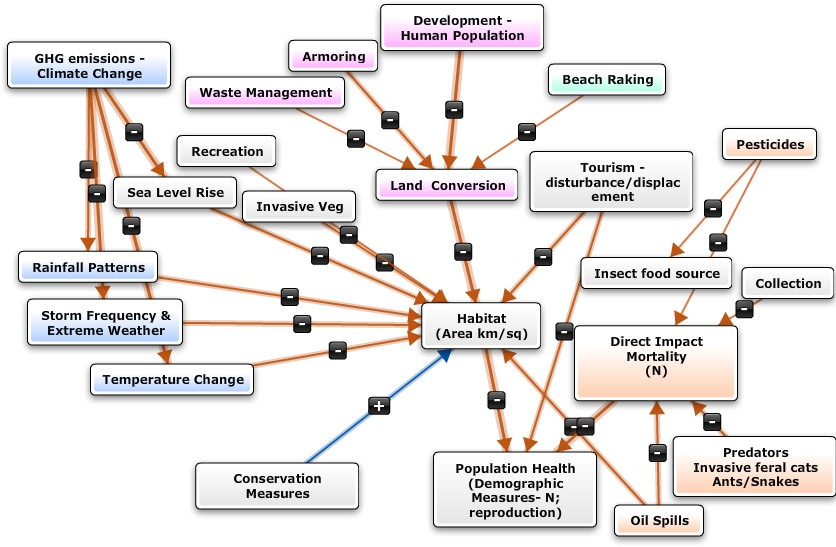 Development -
Human Population
GHG emissions -
Climate Change
Armoring
Waste Management
Beach Raking
Recreation
Pesticides
Sea Level Rise
Invasive Veg
Land  Conversion
Tourism -
disturbance/displac
ement
Rainfall Patterns
Insect food source
Collection
Storm Frequency &
Extreme Weather
Habitat
(Area km/sq)
Direct Impact
Mortality
(N)
Temperature Change
Conservation
Measures
Population Health
(Demographic
Measures- N;
reproduction)
Predators
Invasive feral cats
Ants/Snakes
Oil Spills